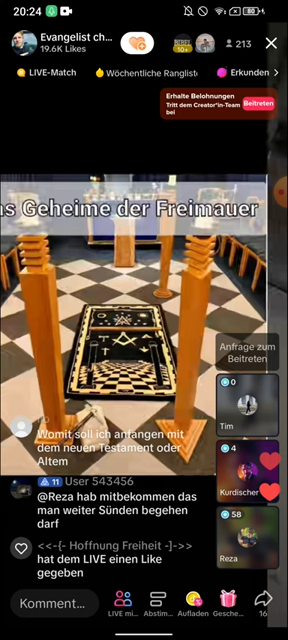 20:24
80
Evangelist ch...
19.6K Likes
10+
213
LIVE-Match
Wöchentliche Rangliste
Erkunden
Erhalte Belohnungen
Tritt dem Creator*in-Team
bei
Beitreten
as Geheime der Freimauer
Anfrage zum
Beitreten
0
Tim
Womit soll ich anfangen mit
dem neuen Testament oder
Altem
4
Kurdischer
11 User 543456
@Reza hab mitbekommen das
man weiter Sünden begehen
darf
58
Reza
<<-{- Hoffnung Freiheit -]->>
hat dem LIVE einen Like
gegeben
Komment...
LIVE mi...
Abstim...
Aufladen
Gesche...
16